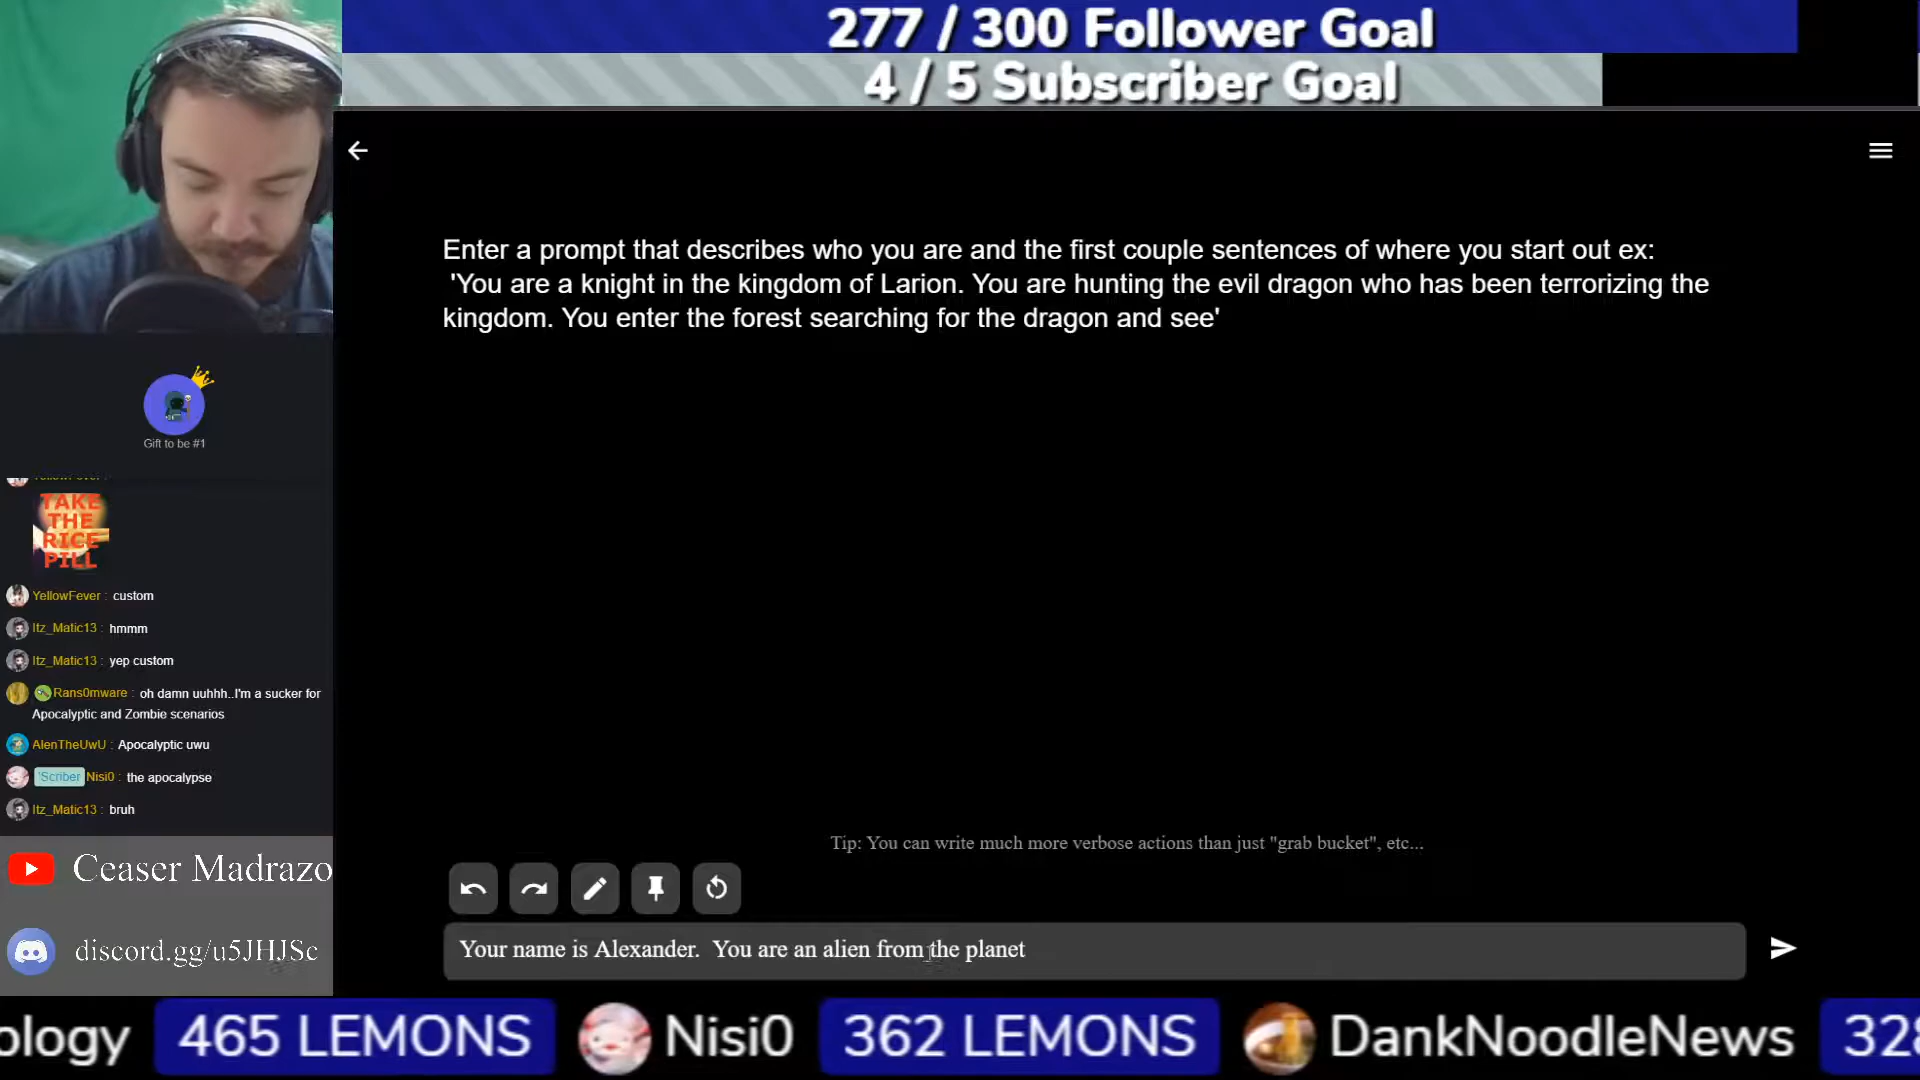 277 / 300 Follower Goal
4 / 5 Subscriber Goal
Enter a prompt that describes who you are and the first couple sentences of where you start out ex:
'You are a knight in the kingdom of Larion. You are hunting the evil dragon who has been terrorizing the
kingdom. You enter the forest searching for the dragon and see'
Gift to be #1
TAKE
THE
RICE
PILL
YellowFever : custom
Itz_Matic13 : hmmm
Itz_Matic13 : yep custom
Rans0mware : oh damn uuhhh..I'm a sucker for
Apocalyptic and Zombie scenarios
AlenTheUwU : Apocalyptic uwu
'Scriber Nisi0 : the apocalypse
Itz_Matic13 : bruh
Tip: You can write much more verbose actions than just "grab bucket", etc...
Your name is Alexander.  You are an alien from the planet
Ceaser Madrazo
discord.gg/u5JHJSc
ology 465 LEMONS Nisi0 362 LEMONS DankNoodleNews 328